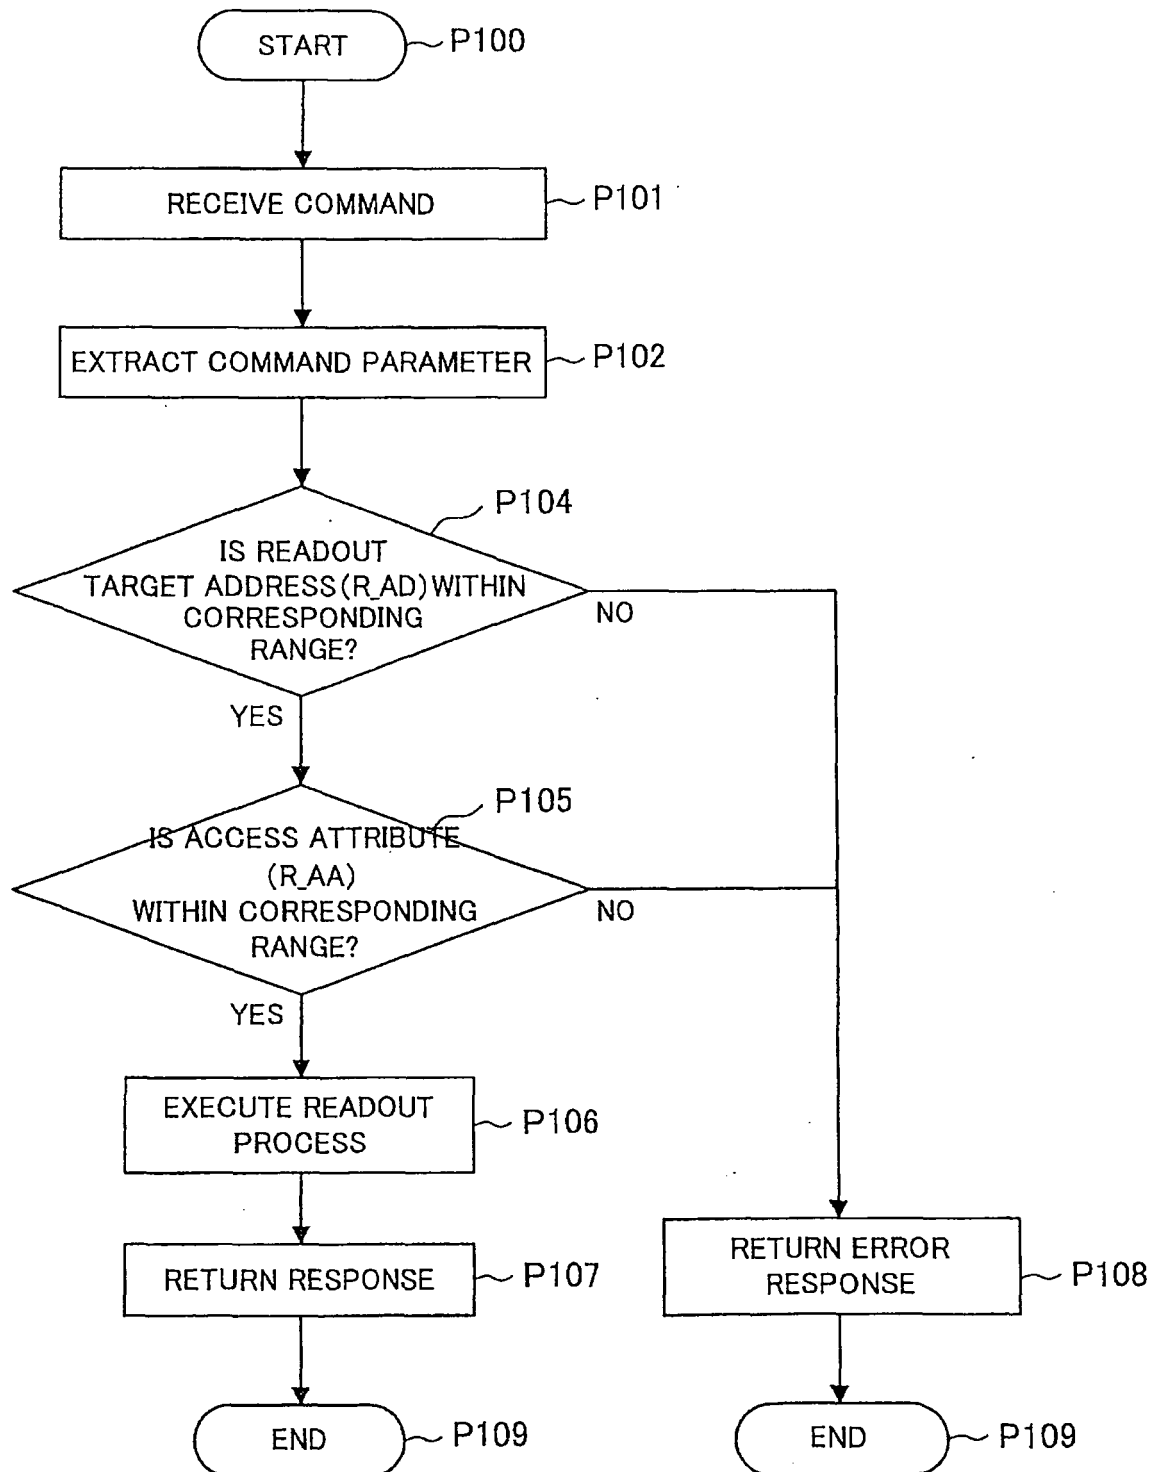 START
P100
RECEIVE COMMAND
P101
EXTRACT COMMAND PARAMETER
P102
P104
IS READOUT
TARGET ADDRESS(R_AD)WITHIN
CORRESPONDING
RANGE?
NO
YES
P105
IS ACCESS ATTRIBUTE
(R_AA)
WITHIN CORRESPONDING
RANGE?
NO
YES
EXECUTE READOUT
PROCESS
P106
RETURN RESPONSE
P107
RETURN ERROR
RESPONSE
P108
END
P109
END
P109